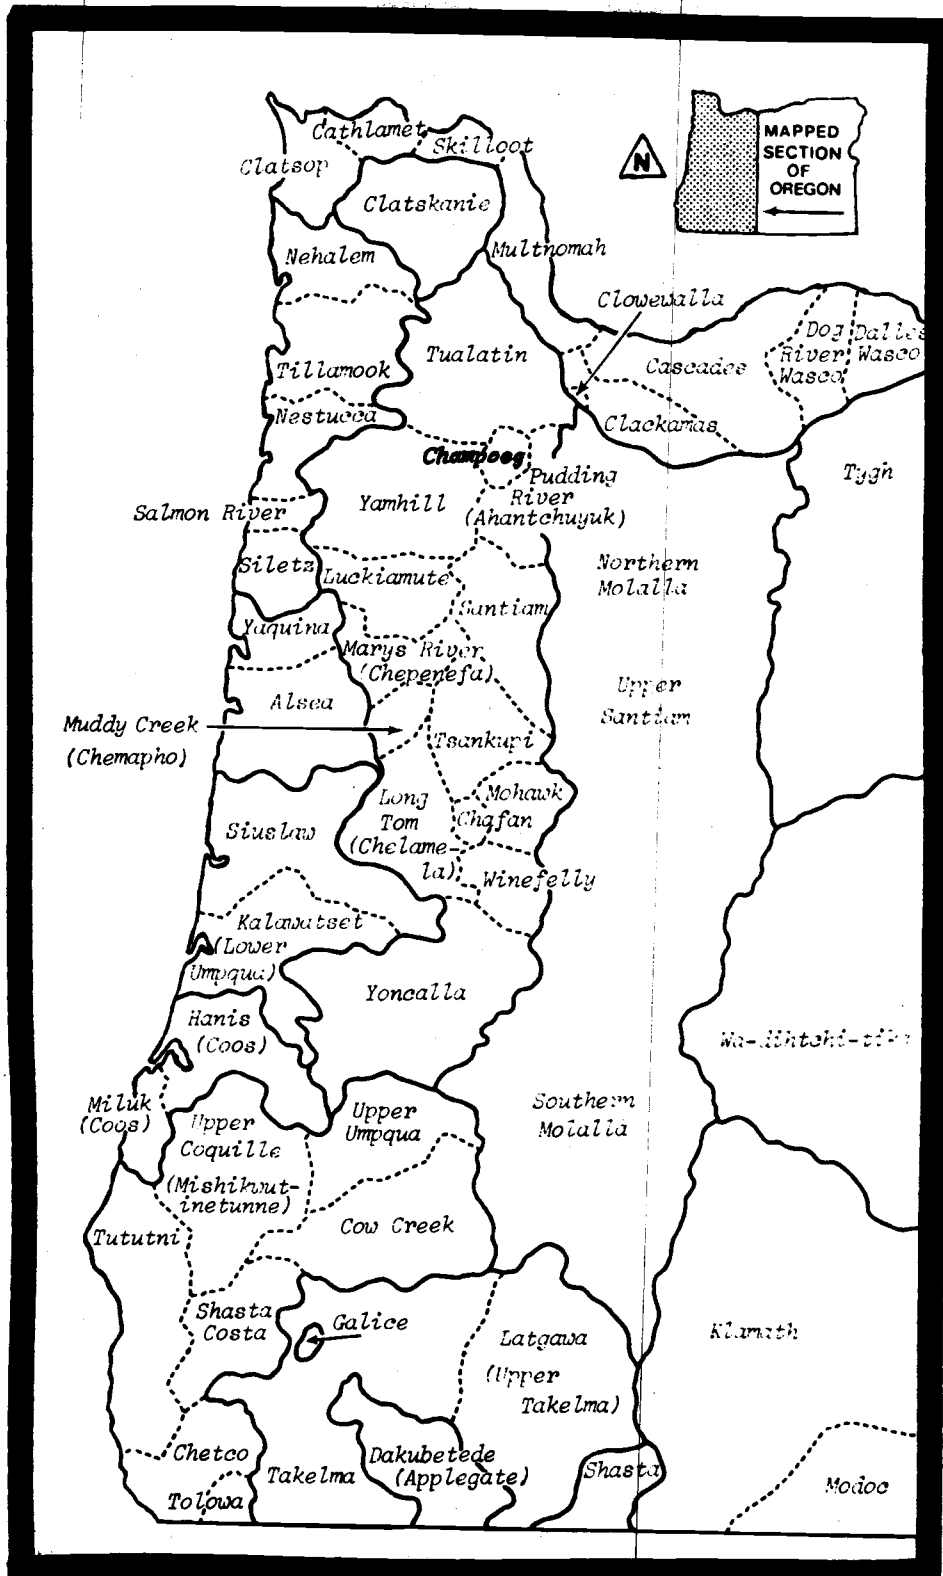 Cathlamet
Skilloot
Clatsop
N
MAPPED
SECTION
OF
OREGON
Clatskanie
Nehalem
Multnomah
Clowewalla
Tualatin
Tillamook
Cascades
Dog
River
Wasco
Dalles
Wasco
Nestucca
Clackamas
Champoeg
Pudding
River
(Ahantchuyuk)
Tygh
Yamhill
Salmon River
Siletz
Luckiamute
Northern
Molalla
Santiam
Yaquina
Marys River
(Chepenefa)
Alsea
Upper
Santiam
Muddy Creek
(Chemapho)
Tsankupi
Mohawk
Long
Tom
(Chelame-
la)
Chafan
Siuslaw
Winefelly
Kalawatset
(Lower
Umpqua)
Yoncalla
Hanis
(Coos)
Wa-dihtchi-tika
Miluk
(Coos)
Upper
Coquille
(Mishikwut-
inetunne)
Upper
Umpqua
Southern
Molalla
Tututni
Cow Creek
Shasta
Costa
Galice
Latgawa
(Upper
Takelma)
Klamath
Chetco
Takelma
Dakubetede
(Applegate)
Shasta
Tolowa
Modoc